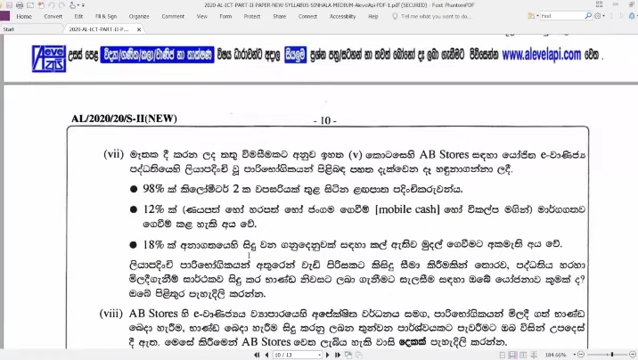 2020 AL-ICT-PART-II-PAPER-NEW SYLLABUS-SINHALA MEDIUM-AlevelApi PDF 8.pdf (SECURED) - Foxit PhantomPDF
Home Convert Edit Organize Comment View Form Protect Share Help Tell me what you want to do... Find
Start 2020 AL-ICT-PART-II-P...
උසස් පෙළ විද්‍යා/ගණිත/කලා/වාණිජ හා තාක්ෂණ විෂය ධාරාවන්ට අදාල සියලුම ප්‍රශ්න පත්‍ර/සටහන් හා තවත් බොහෝ දෑ ලබා ගැනීමට පිවිසෙන්න www.alevelapi.com වෙත .
AL/2020/20/S-II(NEW) - 10 -
(vii) මෑතක දී කරන ලද තතු විමසීමකට අනුව ඉහත (v) කොටසෙහි AB Stores සඳහා යෝජිත e-වාණිජ්‍ය
පද්ධතියෙහි ලියාපදිංචි වූ පාරිභෝගිකයන් පිළිබඳ පහත දැක්වෙන දෑ හඳුනාගන්නා ලදී.
● 98% ක් කිලෝමීටර් 2 ක වපසරියක් තුළ සිටින ළඟපාත පදිංචිකරුවන්ය.
● 12% ක් (ණයපත් හෝ හරපත් හෝ ජංගම ගෙවීම් [mobile cash] හෝ විකල්ප මගින්) මාර්ගගතව
ගෙවීම් කළ හැකි අය වේ.
● 18% ක් අනාගතයෙහි සිදු වන ගනුදෙනුවක් සඳහා කල් ඇතිව මුදල් ගෙවීමට අකමැති අය වේ.
ලියාපදිංචි පාරිභෝගිකයන් අතුරෙන් වැඩි පිරිසකට කිසිදු සීමා කිරීමකින් තොරව, පද්ධතිය හරහා
මිලදීගැනීම් සාර්ථකව සිදු කර භාණ්ඩ නිවසට ලබා ගැනීමට සැලසීම සඳහා ඔබේ යෝජනාව කුමක් ද?
ඔබේ පිළිතුර පැහැදිලි කරන්න.
(viii) AB Stores හි e-වාණිජ්‍ය ව්‍යාපාරයෙහි අපේක්ෂිත වර්ධනය සමග, පාරිභෝගිකයන් මිලදී ගත් භාණ්ඩ
බෙදා හැරීම, භාණ්ඩ බෙදා හැරීම් සිදු කරනු ලබන තුන්වන පාර්ශ්වයකට පැවරීමට ඔබ විසින් උපදෙස්
දී ඇත. මෙසේ කිරීමෙන් AB Stores වෙත ලැබිය හැකි වාසි දෙකක් පැහැදිලි කරන්න.
10 / 13 184.66%